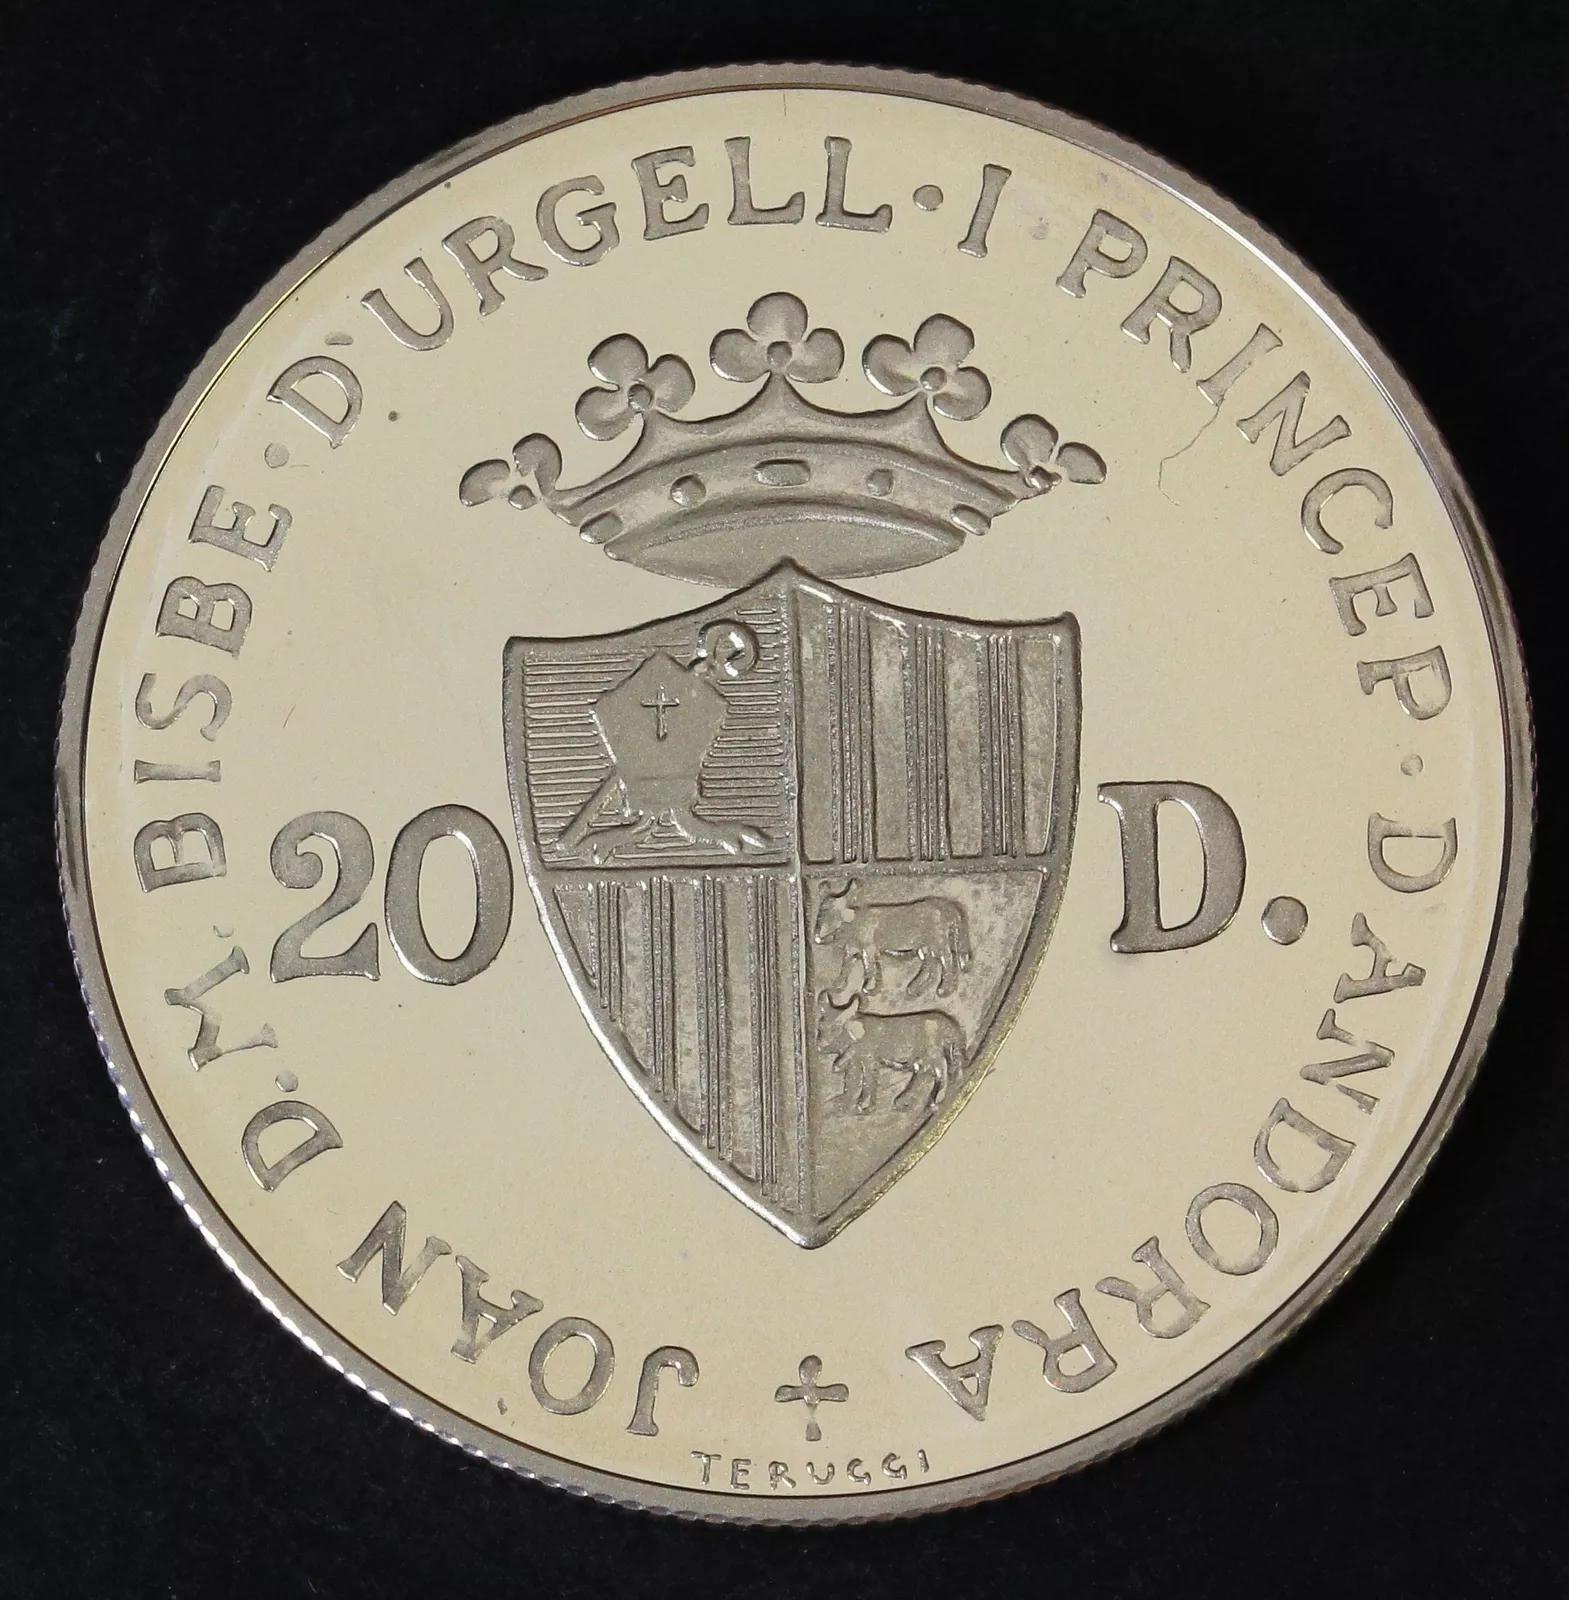 JOAN D.M. BISBE · D'URGELL · I PRINCEP · D'ANDORRA
20 D.
TERUGGI